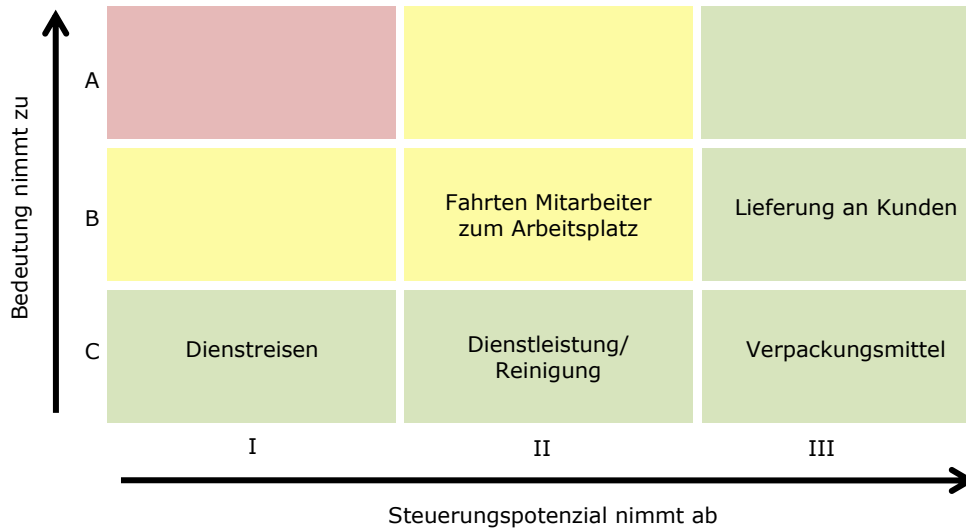 Bedeutung nimmt zu
A
B
Fahrten Mitarbeiter
zum Arbeitsplatz
Lieferung an Kunden
C
Dienstreisen
Dienstleistung/
Reinigung
Verpackungsmittel
I
II
III
Steuerungspotenzial nimmt ab